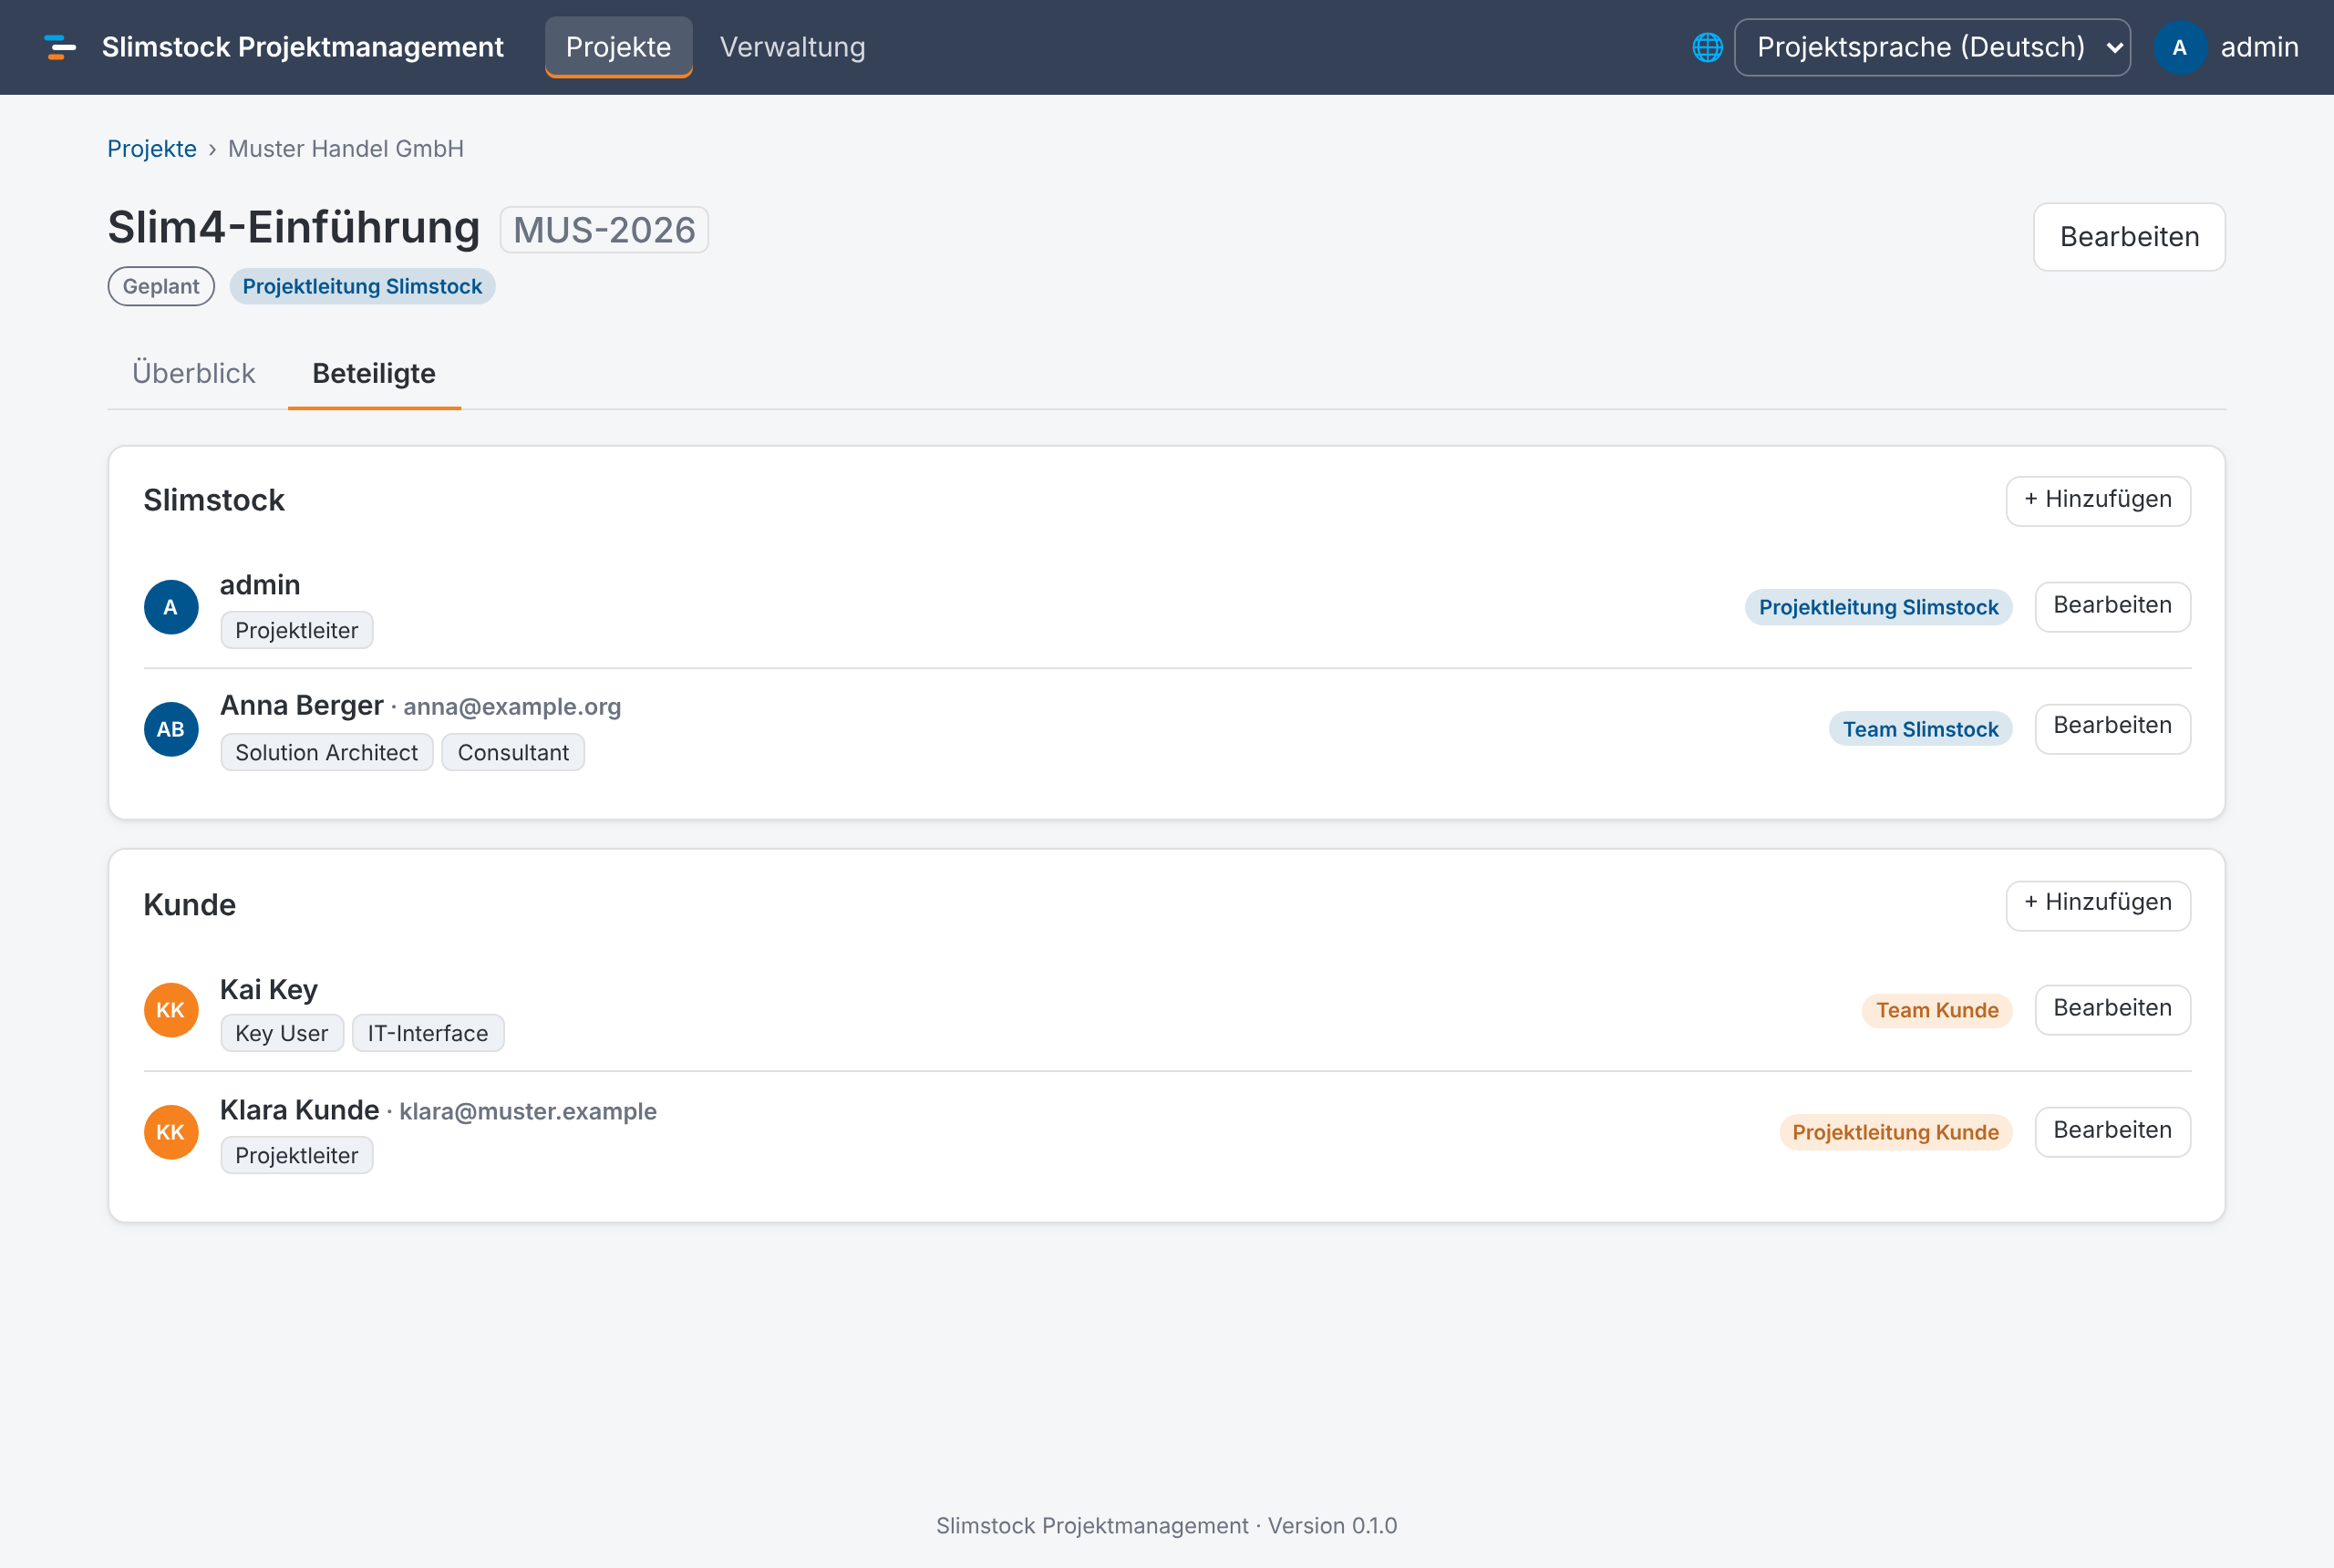 Slimstock Projektmanagement Projekte Verwaltung Projektsprache (Deutsch) A admin
Projekte › Muster Handel GmbH
Slim4-Einführung MUS-2026 Bearbeiten
Geplant Projektleitung Slimstock
Überblick Beteiligte
Slimstock + Hinzufügen
A admin Projektleitung Slimstock Bearbeiten
Projektleiter
AB Anna Berger · anna@example.org Team Slimstock Bearbeiten
Solution Architect Consultant
Kunde + Hinzufügen
KK Kai Key Team Kunde Bearbeiten
Key User IT-Interface
KK Klara Kunde · klara@muster.example Projektleitung Kunde Bearbeiten
Projektleiter
Slimstock Projektmanagement · Version 0.1.0